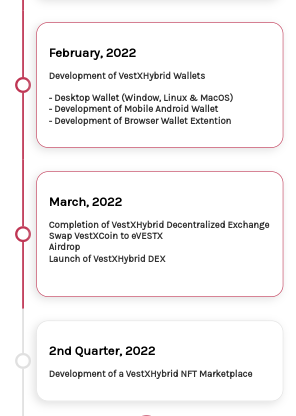 February, 2022
Development of VestXHybrid Wallets
- Desktop Wallet (Window, Linux & MacOS)
- Development of Mobile Android Wallet
- Development of Browser Wallet Extention
March, 2022
Completion of VestXHybrid Decentralized Exchange
Swap VestXCoin to eVESTX
Airdrop
Launch of VestXHybrid DEX
2nd Quarter, 2022
Development of a VestXHybrid NFT Marketplace